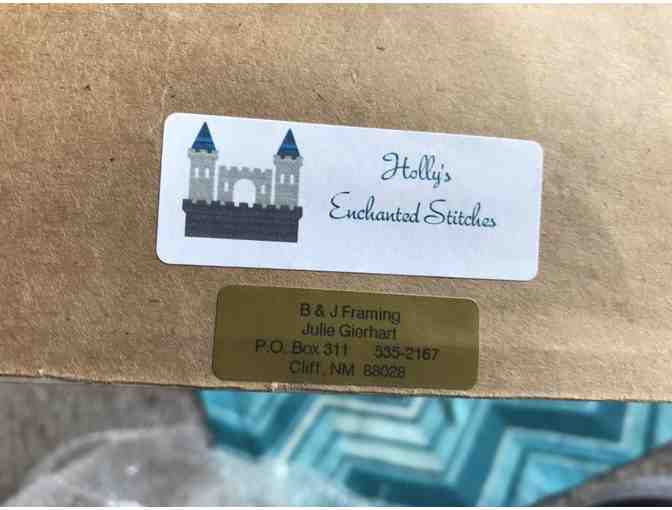 Holly's
Enchanted Stitches
B & J Framing
Julie Gierhart
P.O. Box 311 535-2167
Cliff, NM 88028